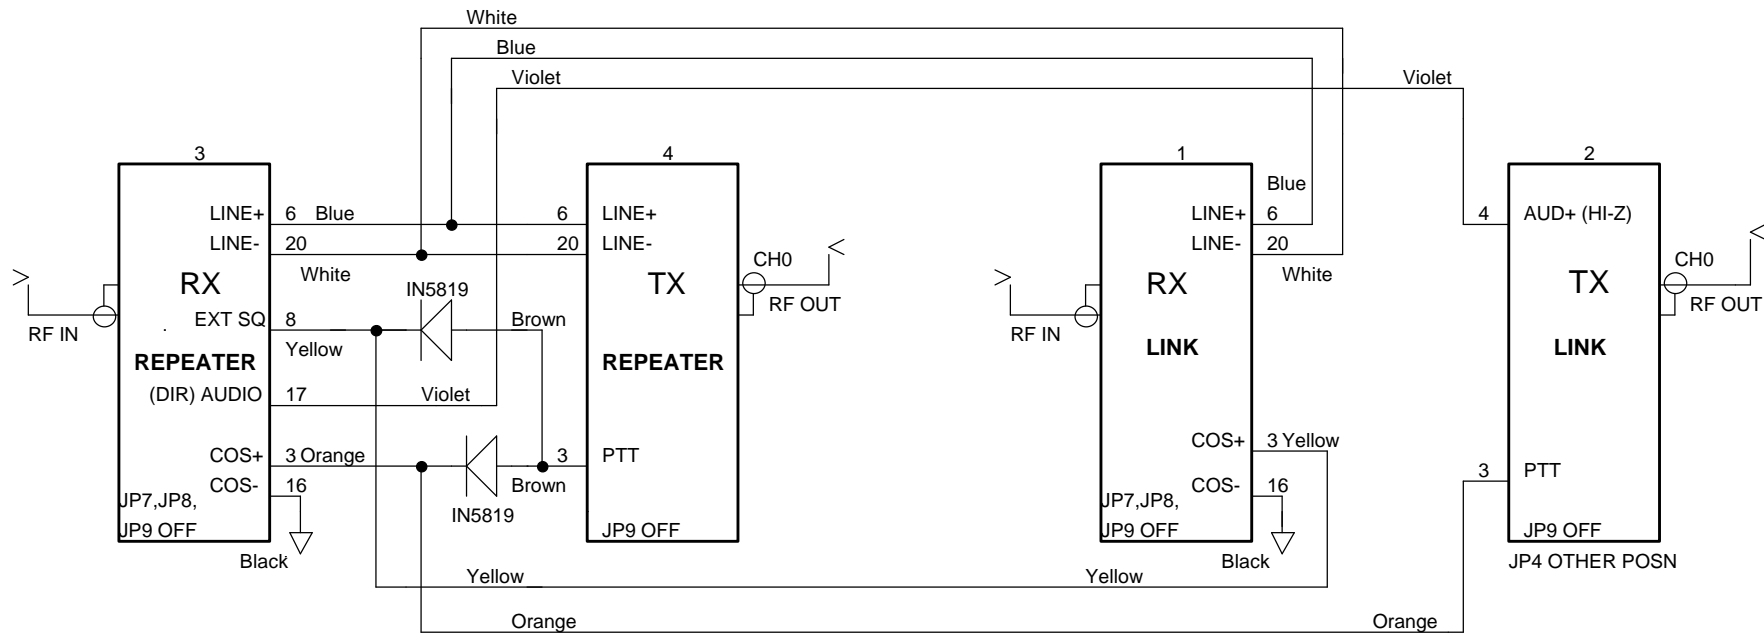 White
Blue
Violet Violet
3 4 1 2
Blue
LINE+ 6 Blue 6 LINE+ LINE+ 6 4 AUD+ (HI-Z)
LINE- 20 20 LINE- LINE- 20
White CH0 White CH0
RX IN5819 TX RX TX
RF OUT RF OUT
EXT SQ 8 Brown
RF IN RF IN
Yellow
REPEATER REPEATER LINK LINK
(DIR) AUDIO 17 Violet
COS+ 3 Yellow
COS+ 3 Orange 3 PTT 3 PTT
COS- 16 Brown COS- 16
JP7,JP8, IN5819 JP7,JP8,
JP9 OFF JP9 OFF JP9 OFF JP9 OFF
Black Black JP4 OTHER POSN
Yellow Yellow
Orange Orange